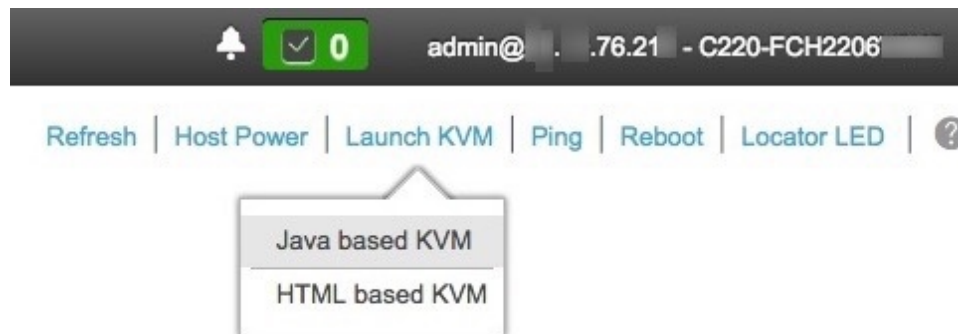 0 admin@ . .76.21 - C220-FCH2206
Refresh | Host Power | Launch KVM | Ping | Reboot | Locator LED | ?
Java based KVM
HTML based KVM